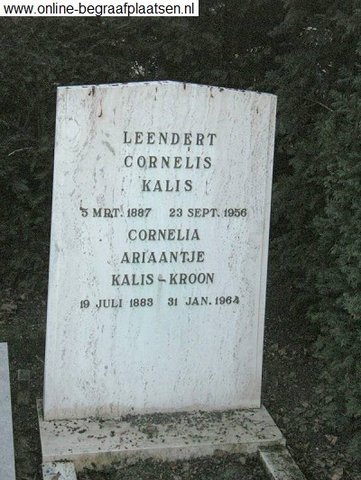 www.online-begraafplaatsen.nl
LEENDERT
CORNELIS
KALIS
5 MRT. 1887 23 SEPT. 1956
CORNELIA
ARIAANTJE
KALIS-KROON
19 JULI 1883 31 JAN. 1964